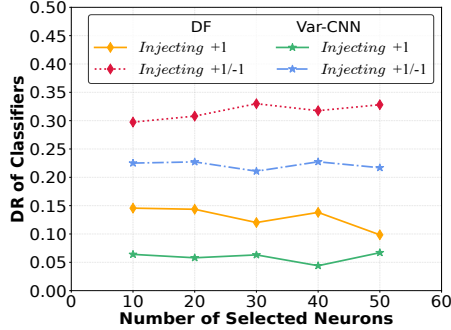 DF Var-CNN
Injecting +1 Injecting +1
Injecting +1/-1 Injecting +1/-1
DR of Classifiers
0.50
0.45
0.40
0.35
0.30
0.25
0.20
0.15
0.10
0.05
0.00
0 10 20 30 40 50 60
Number of Selected Neurons